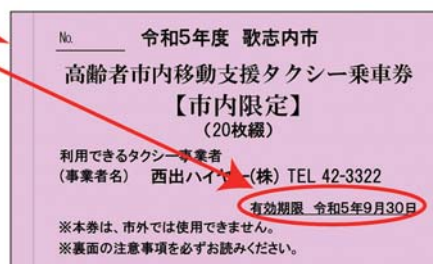 No.　令和5年度 歌志内市
高齢者市内移動支援タクシー乗車券
【市内限定】
(20枚綴)
利用できるタクシー事業者
(事業者名)　西出ハイヤー(株) TEL 42-3322
有効期限 令和5年9月30日
※本券は、市外では使用できません。
※裏面の注意事項を必ずお読みください。